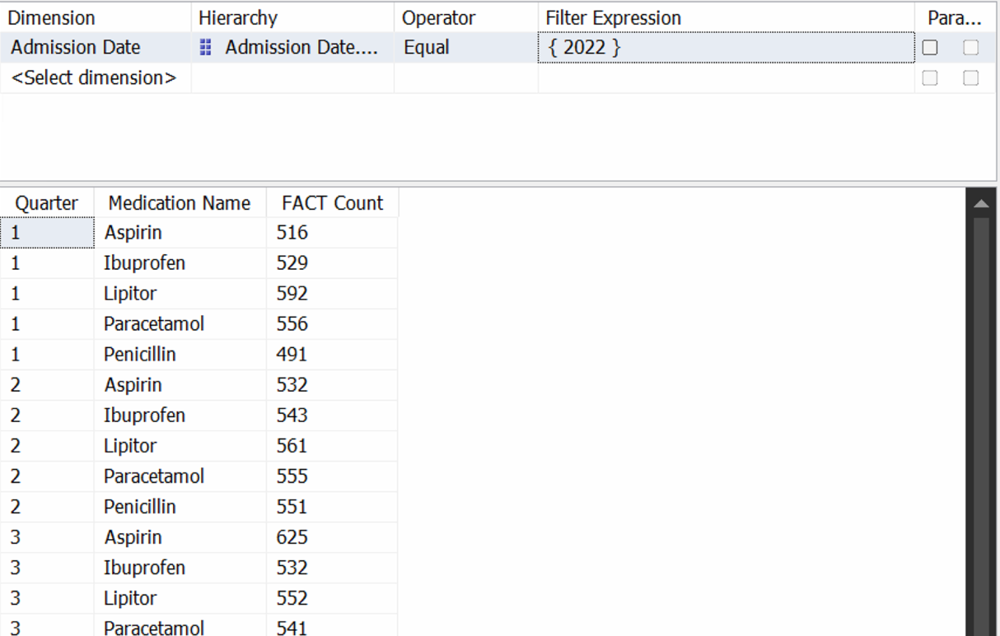 Dimension Hierarchy Operator Filter Expression Para...
Admission Date Admission Date.... Equal { 2022 }
<Select dimension>
Quarter Medication Name FACT Count
1 Aspirin 516
1 Ibuprofen 529
1 Lipitor 592
1 Paracetamol 556
1 Penicillin 491
2 Aspirin 532
2 Ibuprofen 543
2 Lipitor 561
2 Paracetamol 555
2 Penicillin 551
3 Aspirin 625
3 Ibuprofen 532
3 Lipitor 552
3 Paracetamol 541